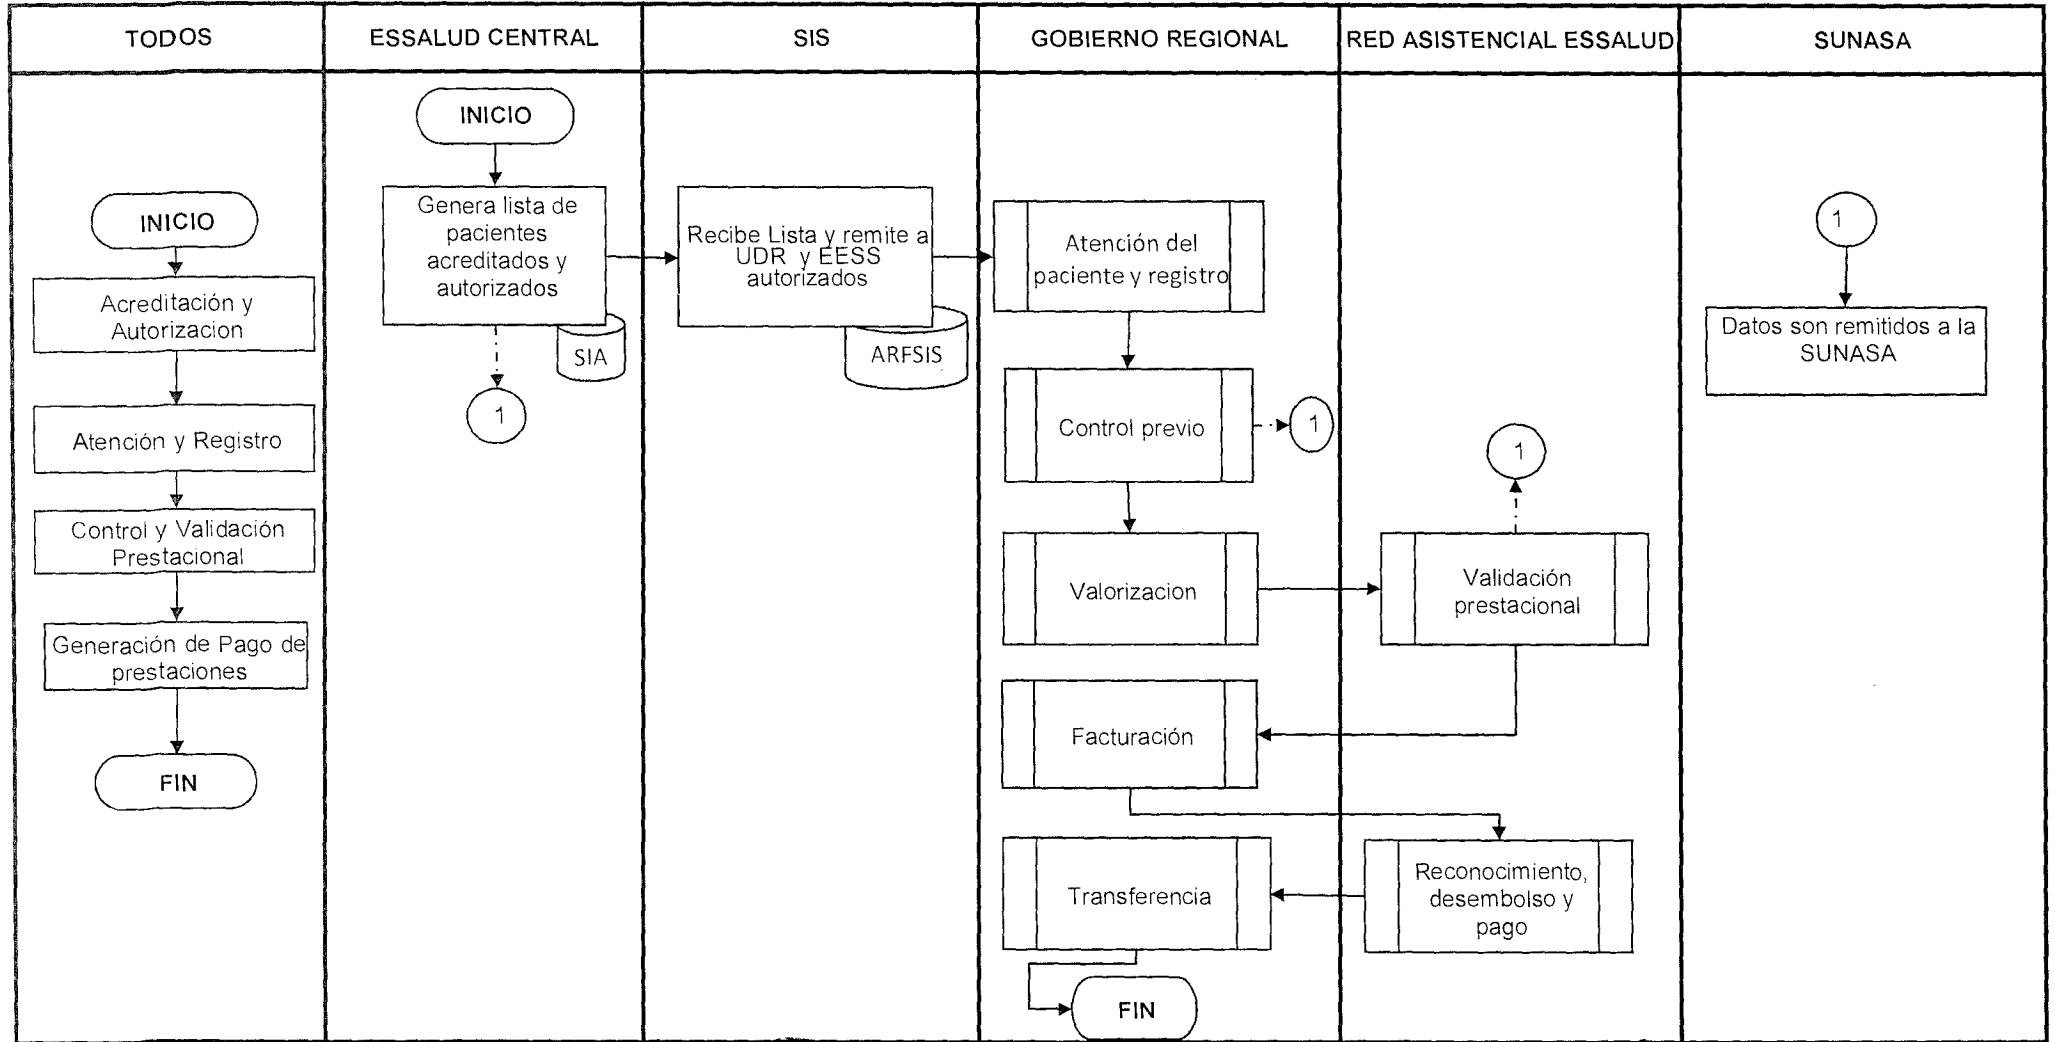 TODOS
ESSALUD CENTRAL
SIS
GOBIERNO REGIONAL
RED ASISTENCIAL ESSALUD
SUNASA
INICIO
Acreditación y
Autorizacion
Atención y Registro
Control y Validación
Prestacional
Generación de Pago de
prestaciones
FIN
INICIO
Genera lista de
pacientes
acreditados y
autorizados
SIA
1
Recibe Lista y remite a
UDR y EESS
autorizados
ARFSIS
Atención del
paciente y registro
Control previo
1
Valorizacion
Facturación
Transferencia
FIN
1
Validación
prestacional
Reconocimiento,
desembolso y
pago
1
Datos son remitidos a la
SUNASA